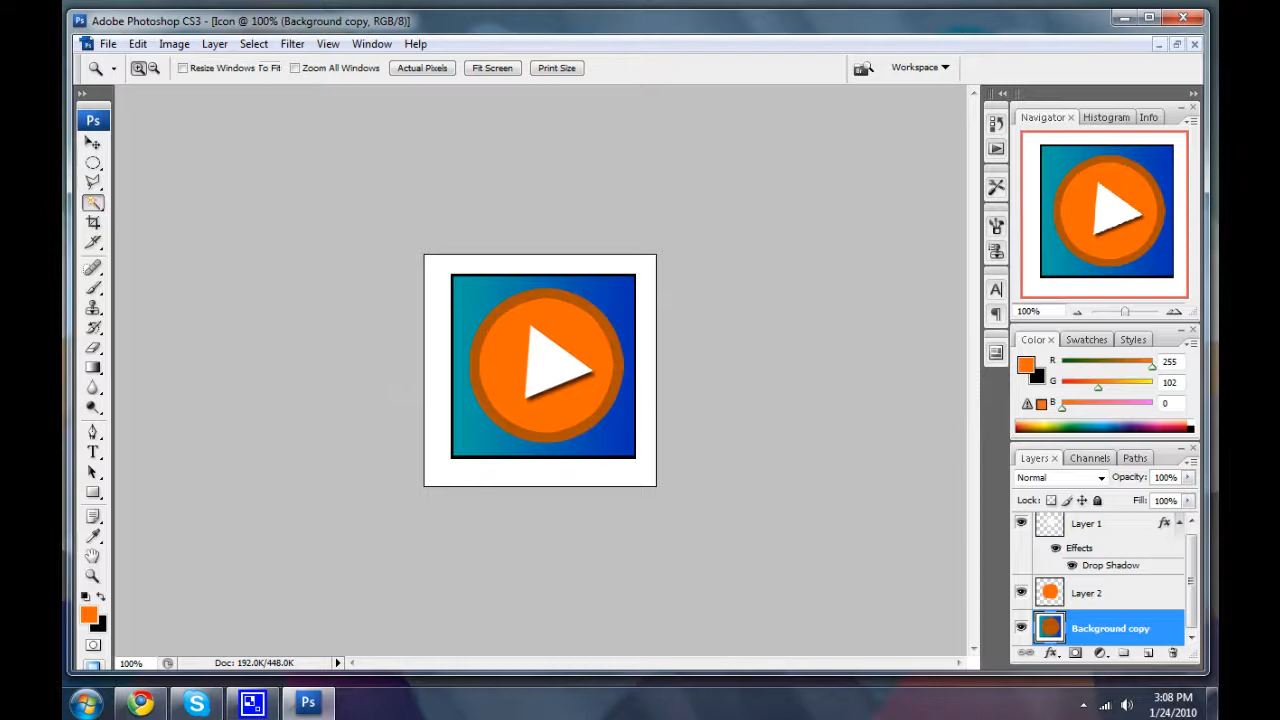 Adobe Photoshop CS3 - [Icon @ 100% (Background copy, RGB/8)]
File Edit Image Layer Select Filter View Window Help
Resize Windows To Fit Zoom All Windows Actual Pixels Fit Screen Print Size Workspace
Ps
Navigator Histogram Info
100%
Color Swatches Styles
R 255
G 102
B 0
Layers Channels Paths
Normal Opacity: 100%
Lock: Fill: 100%
Layer 1 fx
Effects
Drop Shadow
Layer 2
Background copy
100% Doc: 192.0K/448.0K
3:08 PM
1/24/2010